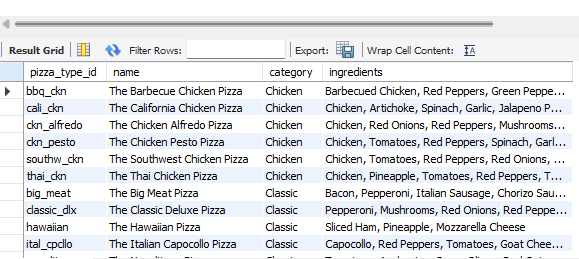 Result Grid Filter Rows: Export: Wrap Cell Content:
pizza_type_id name category ingredients
bbq_ckn The Barbecue Chicken Pizza Chicken Barbecued Chicken, Red Peppers, Green Peppe...
cali_ckn The California Chicken Pizza Chicken Chicken, Artichoke, Spinach, Garlic, Jalapeno P...
ckn_alfredo The Chicken Alfredo Pizza Chicken Chicken, Red Onions, Red Peppers, Mushrooms...
ckn_pesto The Chicken Pesto Pizza Chicken Chicken, Tomatoes, Red Peppers, Spinach, Garl...
southw_ckn The Southwest Chicken Pizza Chicken Chicken, Tomatoes, Red Peppers, Red Onions, ...
thai_ckn The Thai Chicken Pizza Chicken Chicken, Pineapple, Tomatoes, Red Peppers, T...
big_meat The Big Meat Pizza Classic Bacon, Pepperoni, Italian Sausage, Chorizo Sau...
classic_dlx The Classic Deluxe Pizza Classic Pepperoni, Mushrooms, Red Onions, Red Peppe...
hawaiian The Hawaiian Pizza Classic Sliced Ham, Pineapple, Mozzarella Cheese
ital_cpcllo The Italian Capocollo Pizza Classic Capocollo, Red Peppers, Tomatoes, Goat Chee...